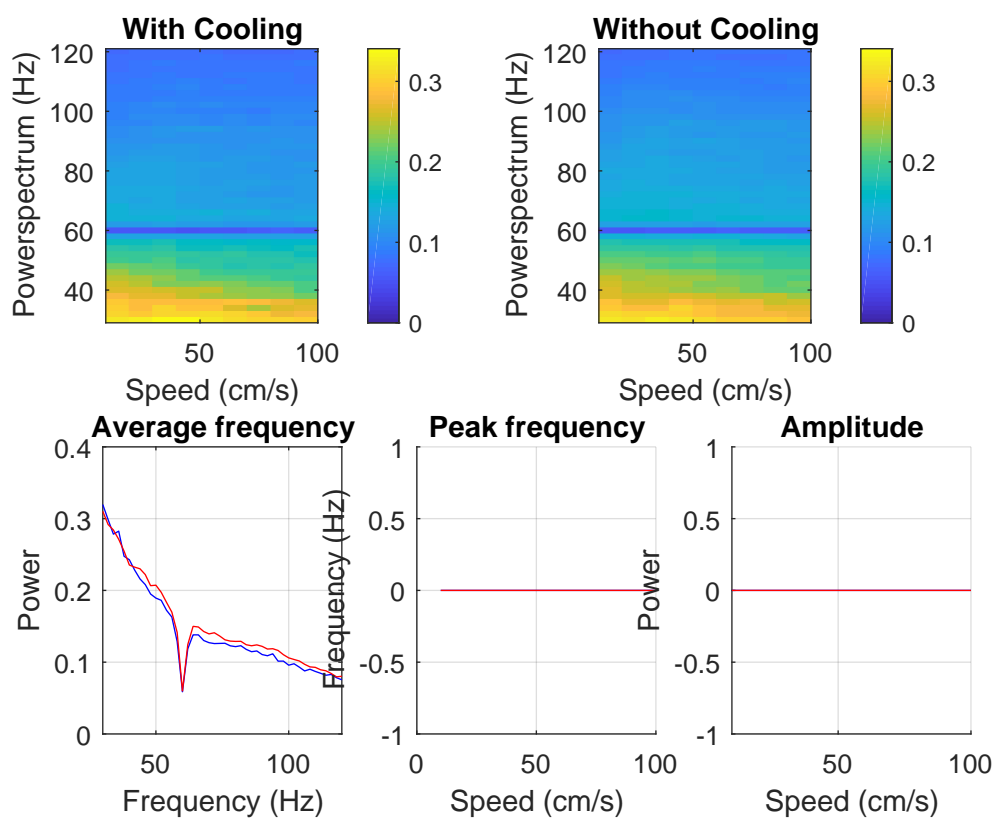 With Cooling
Without Cooling
Powerspectrum (Hz)
120
100
80
60
40
50
100
Speed (cm/s)
0.3
0.2
0.1
0
Powerspectrum (Hz)
120
100
80
60
40
50
100
Speed (cm/s)
0.3
0.2
0.1
0
Average frequency
Power
0.4
0.3
0.2
0.1
0
50
100
Frequency (Hz)
Peak frequency
Frequency (Hz)
1
0.5
0
-0.5
-1
0
50
100
Speed (cm/s)
Amplitude
Power
1
0.5
0
-0.5
-1
50
100
Speed (cm/s)